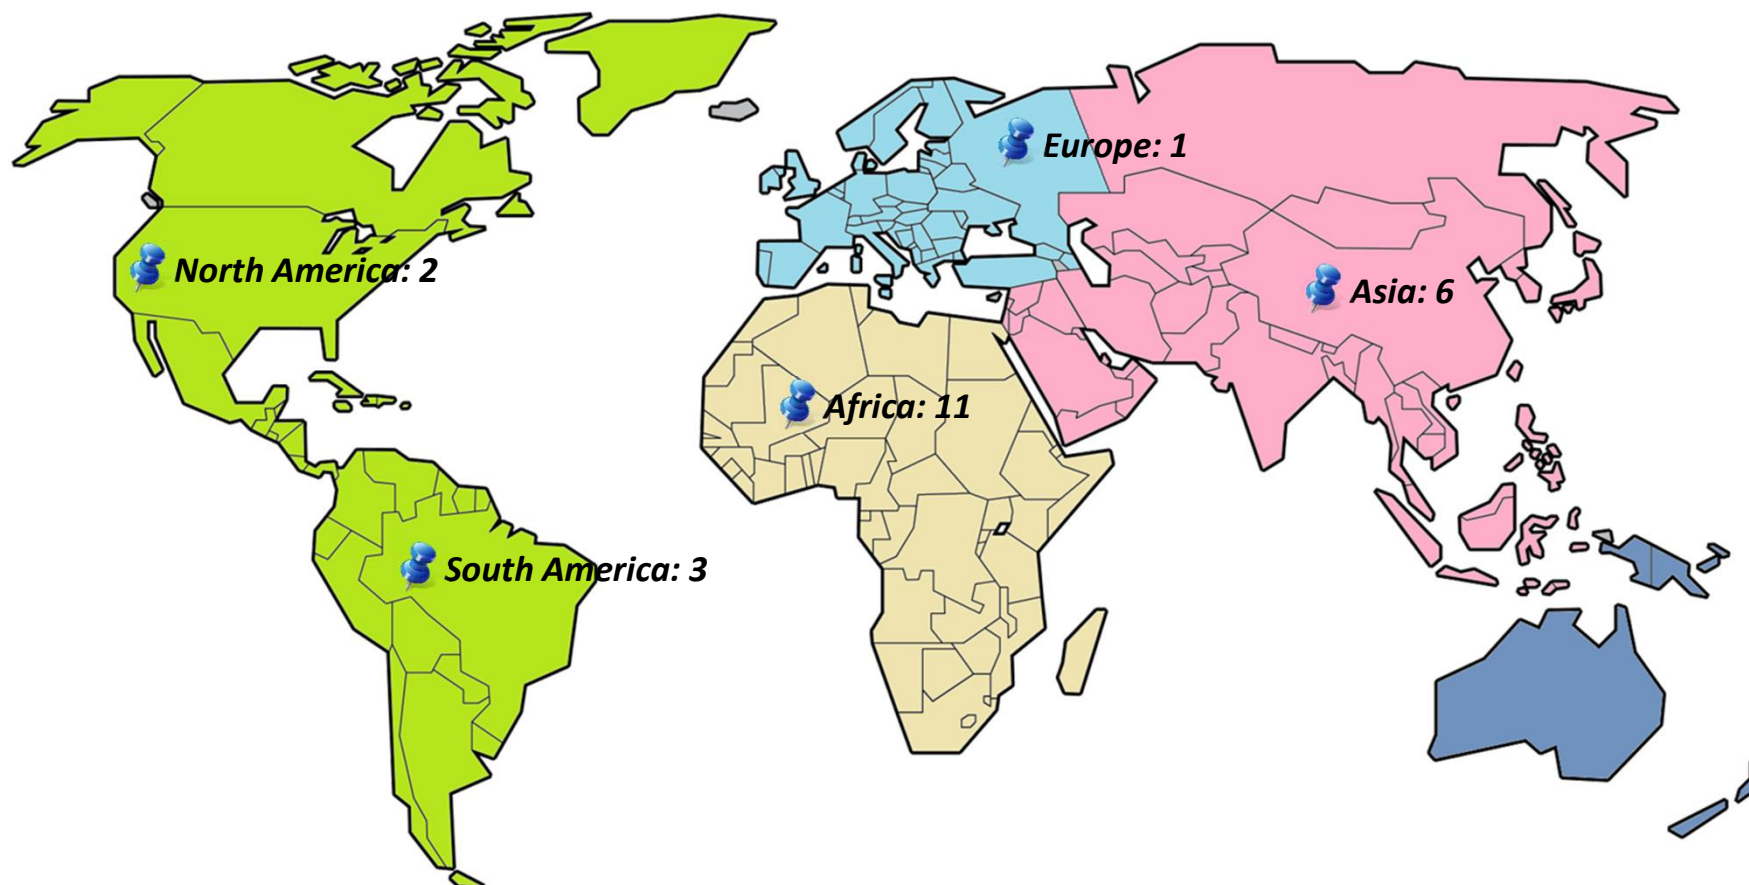 Europe: 1
North America: 2
Asia: 6
Africa: 11
South America: 3